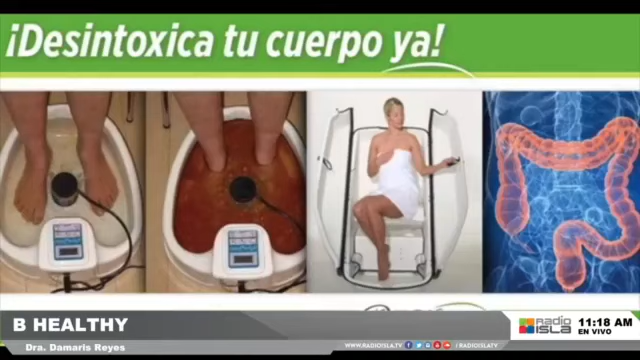 ¡Desintoxica tu cuerpo ya!
B HEALTHY
Dra. Damaris Reyes
WWW.RADIOISLA.TV
/RADIOISLATV
Radio
ISLA
11:18 AM
EN VIVO